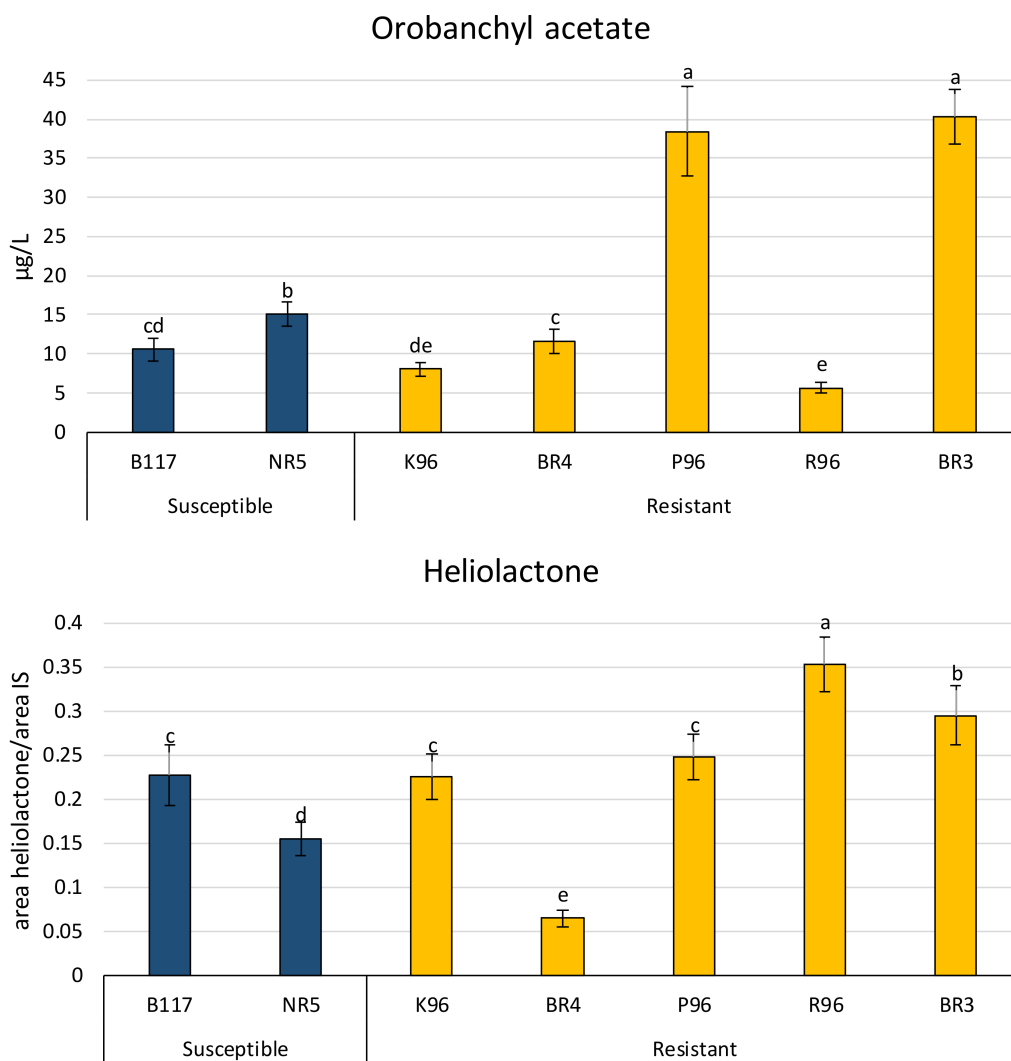 Orobanchyl acetate
45
40
35
30
25
20
15
10
5
0
µg/L
cd
b
de
c
a
e
a
B117 NR5 K96 BR4 P96 R96 BR3
Susceptible Resistant
Heliolactone
0.4
0.35
0.3
0.25
0.2
0.15
0.1
0.05
0
area heliolactone/area IS
c
d
c
e
c
a
b
B117 NR5 K96 BR4 P96 R96 BR3
Susceptible Resistant